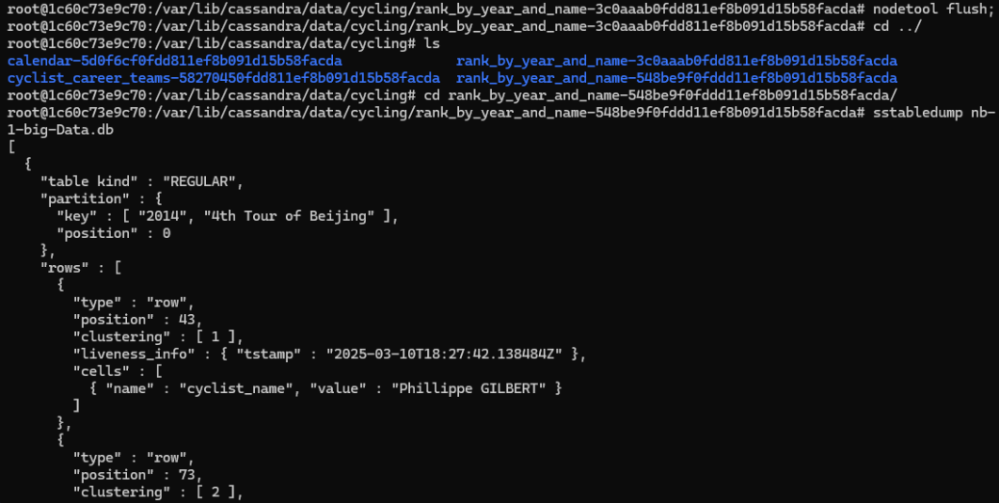 root@1c60c73e9c70:/var/lib/cassandra/data/cycling/rank_by_year_and_name-3c0aaab0fdd811ef8b091d15b58facda# nodetool flush;
root@1c60c73e9c70:/var/lib/cassandra/data/cycling/rank_by_year_and_name-3c0aaab0fdd811ef8b091d15b58facda# cd ../
root@1c60c73e9c70:/var/lib/cassandra/data/cycling# ls
calendar-5d0f6cf0fdd811ef8b091d15b58facda              rank_by_year_and_name-3c0aaab0fdd811ef8b091d15b58facda
cyclist_career_teams-58270450fdd811ef8b091d15b58facda  rank_by_year_and_name-548be9f0fddd11ef8b091d15b58facda
root@1c60c73e9c70:/var/lib/cassandra/data/cycling# cd rank_by_year_and_name-548be9f0fddd11ef8b091d15b58facda/
root@1c60c73e9c70:/var/lib/cassandra/data/cycling/rank_by_year_and_name-548be9f0fddd11ef8b091d15b58facda# sstabledump nb-
1-big-Data.db
[
  {
    "table kind" : "REGULAR",
    "partition" : {
      "key" : [ "2014", "4th Tour of Beijing" ],
      "position" : 0
    },
    "rows" : [
      {
        "type" : "row",
        "position" : 43,
        "clustering" : [ 1 ],
        "liveness_info" : { "tstamp" : "2025-03-10T18:27:42.138484Z" },
        "cells" : [
          { "name" : "cyclist_name", "value" : "Phillippe GILBERT" }
        ]
      },
      {
        "type" : "row",
        "position" : 73,
        "clustering" : [ 2 ],